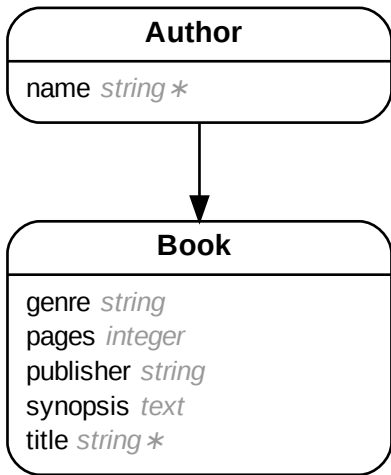 Author
name string∗
Book
genre string
pages integer
publisher string
synopsis text
title string∗